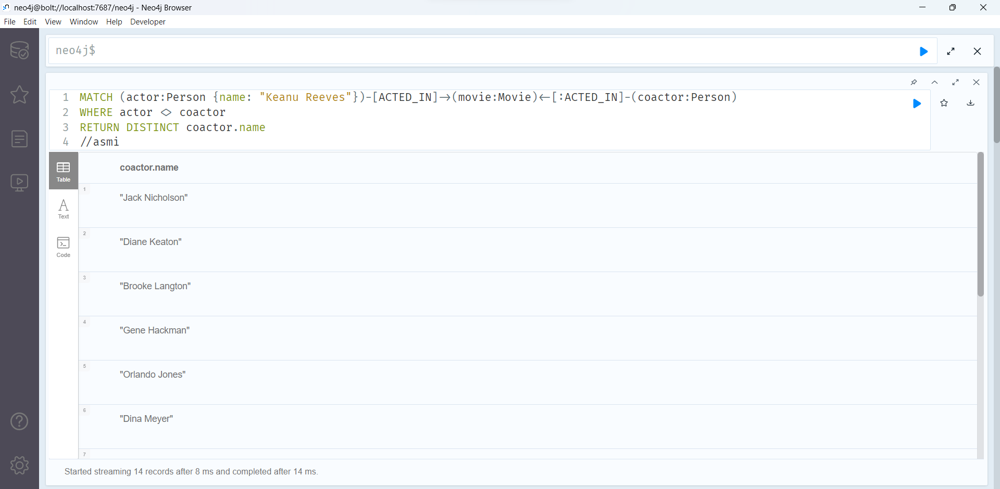 neo4j@bolt://localhost:7687/neo4j - Neo4j Browser
File Edit View Window Help Developer
neo4j$
1 MATCH (actor:Person {name: "Keanu Reeves"})-[ACTED_IN]->(movie:Movie)<-[:ACTED_IN]-(coactor:Person)
2 WHERE actor <> coactor
3 RETURN DISTINCT coactor.name
4 //asmi
Table
Text
Code
coactor.name
1 "Jack Nicholson"
2 "Diane Keaton"
3 "Brooke Langton"
4 "Gene Hackman"
5 "Orlando Jones"
6 "Dina Meyer"
7
Started streaming 14 records after 8 ms and completed after 14 ms.